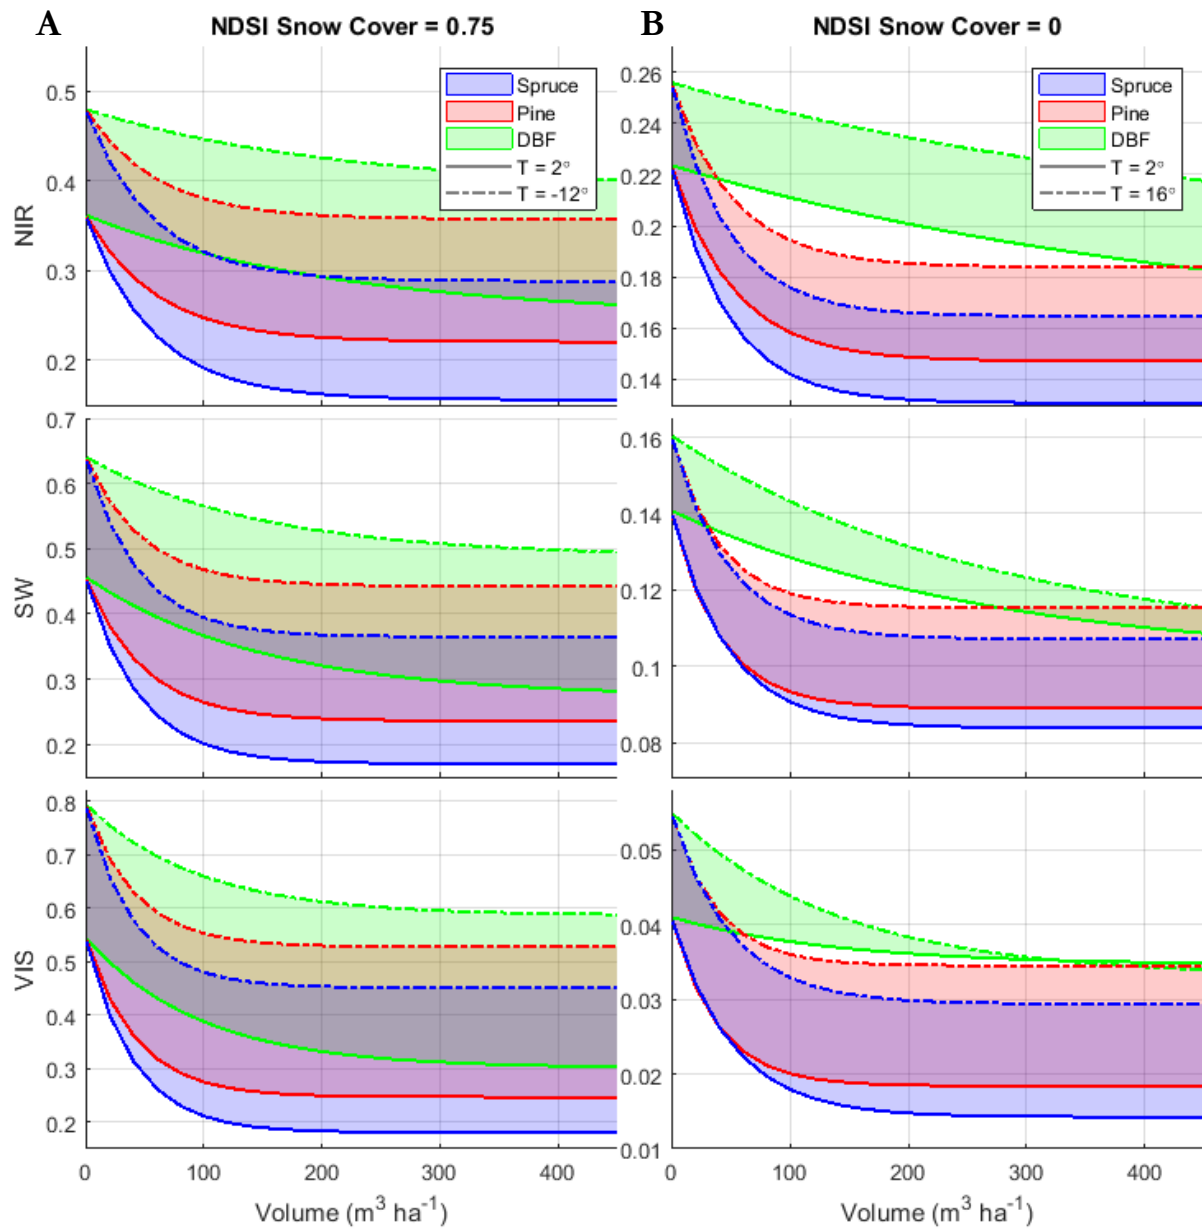 A
NDSI Snow Cover = 0.75
B
NDSI Snow Cover = 0
NIR
0.5
0.4
0.3
0.2
Spruce
Pine
DBF
T = 2°
T = -12°
0.26
0.24
0.22
0.2
0.18
0.16
0.14
Spruce
Pine
DBF
T = 2°
T = 16°
SW
0.7
0.6
0.5
0.4
0.3
0.2
0.16
0.14
0.12
0.1
0.08
VIS
0.8
0.7
0.6
0.5
0.4
0.3
0.2
0.05
0.04
0.03
0.02
0.01
0 100 200 300 400
0 100 200 300 400
Volume (m³ ha⁻¹)
Volume (m³ ha⁻¹)